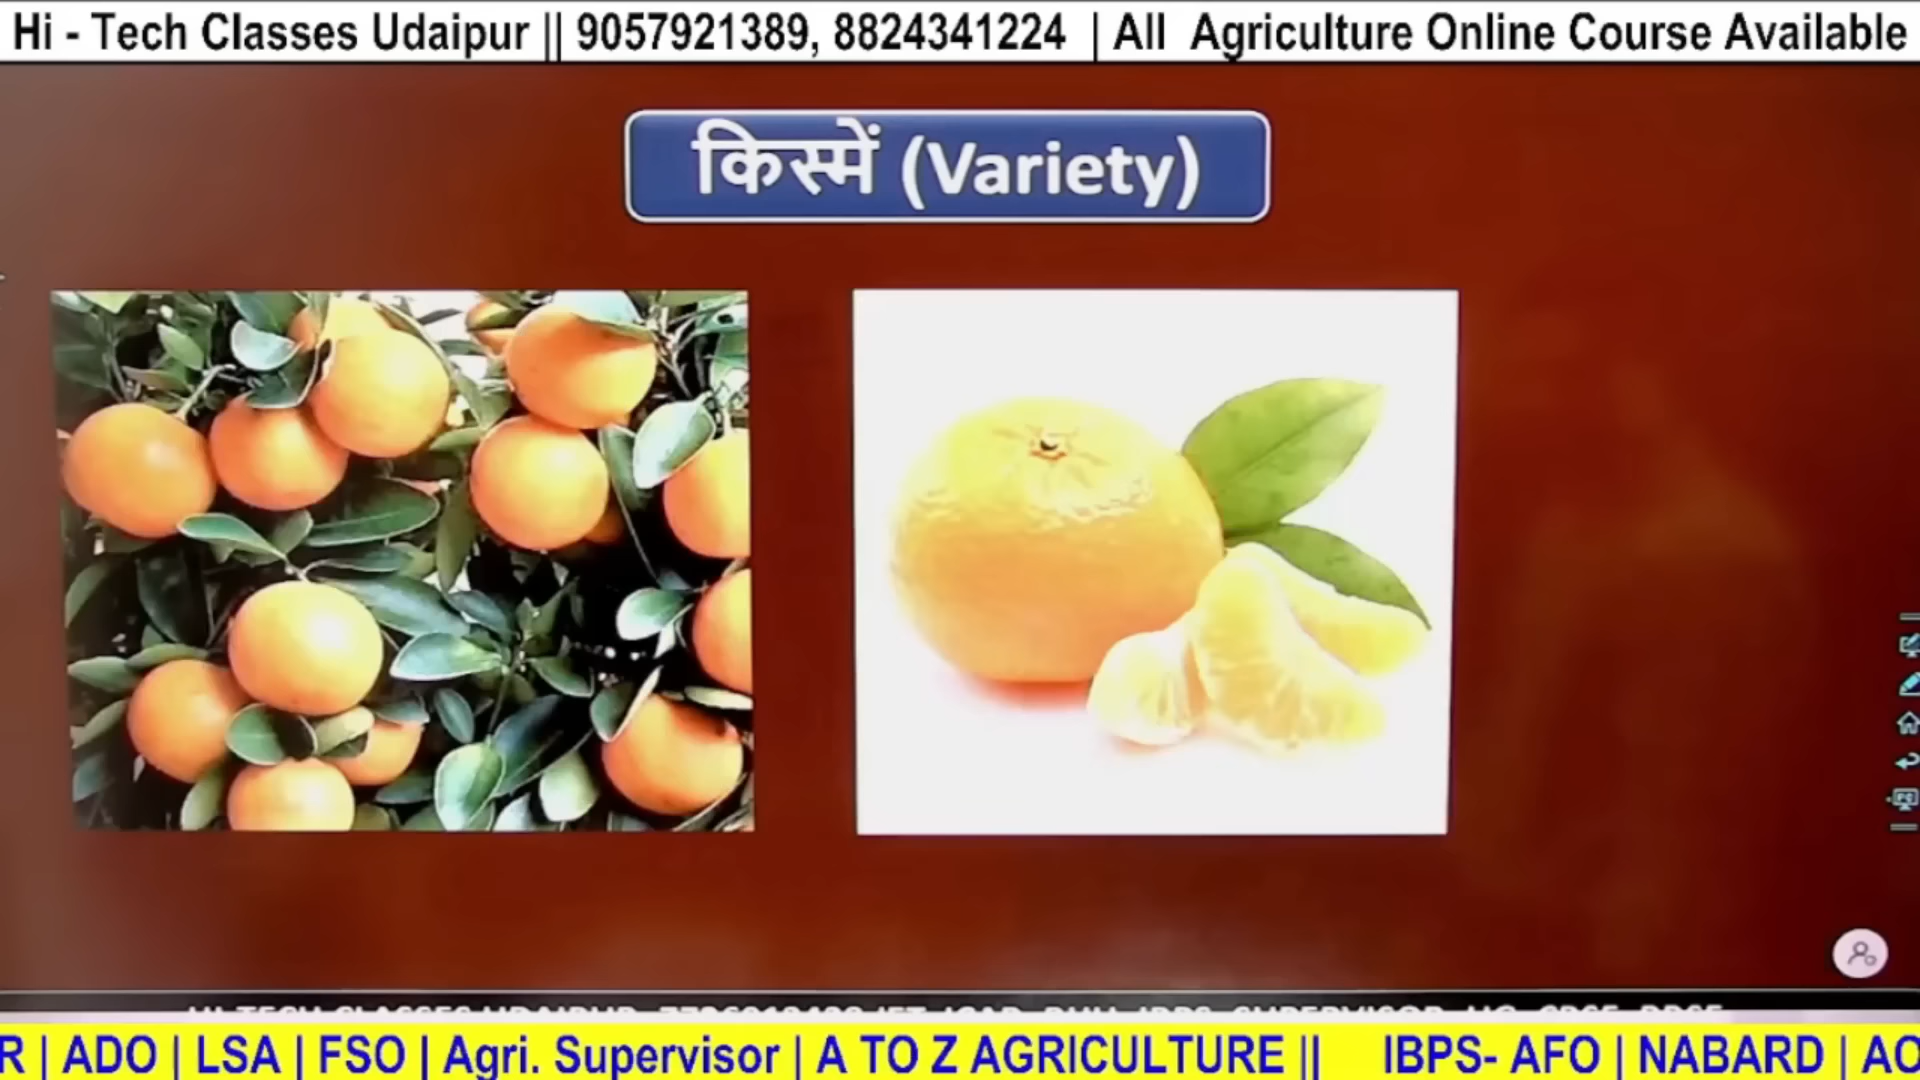 Hi - Tech Classes Udaipur || 9057921389, 8824341224 | All Agriculture Online Course Available
किस्में (Variety)
R | ADO | LSA | FSO | Agri. Supervisor | A TO Z AGRICULTURE || IBPS- AFO | NABARD | AO